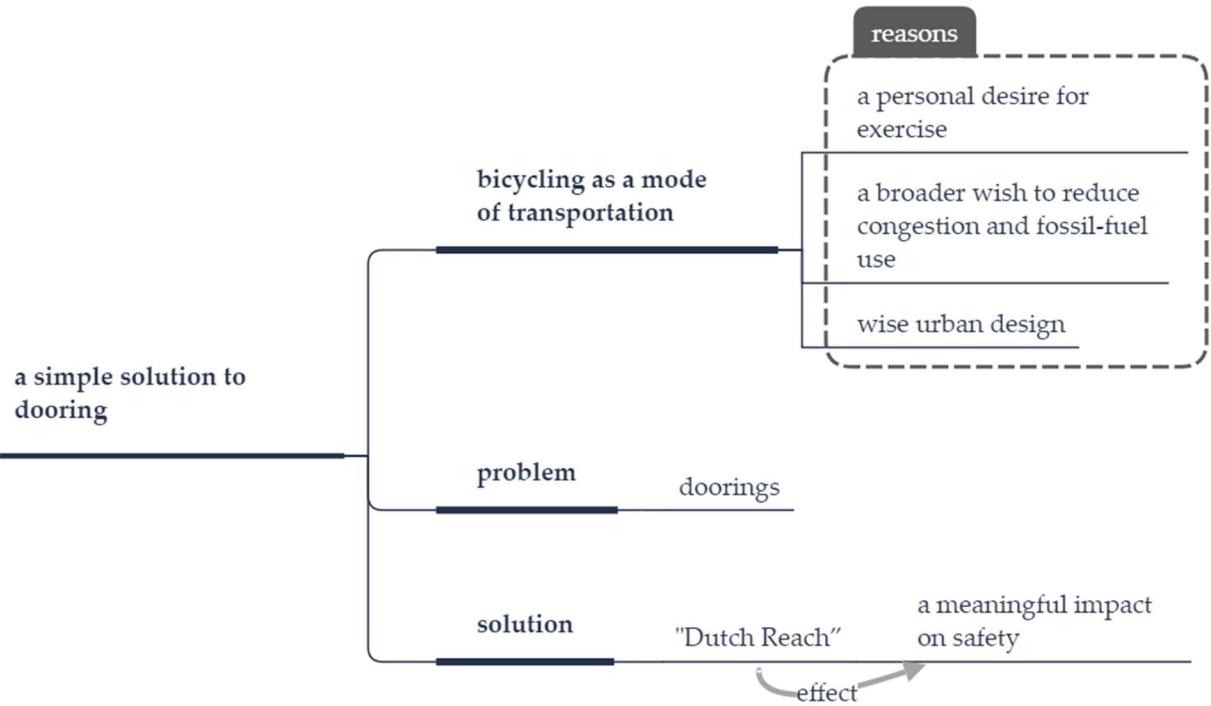 reasons
a personal desire for
exercise
bicycling as a mode
of transportation
a broader wish to reduce
congestion and fossil-fuel
use
wise urban design
a simple solution to
dooring
problem
doorings
solution
"Dutch Reach”
a meaningful impact
on safety
effect